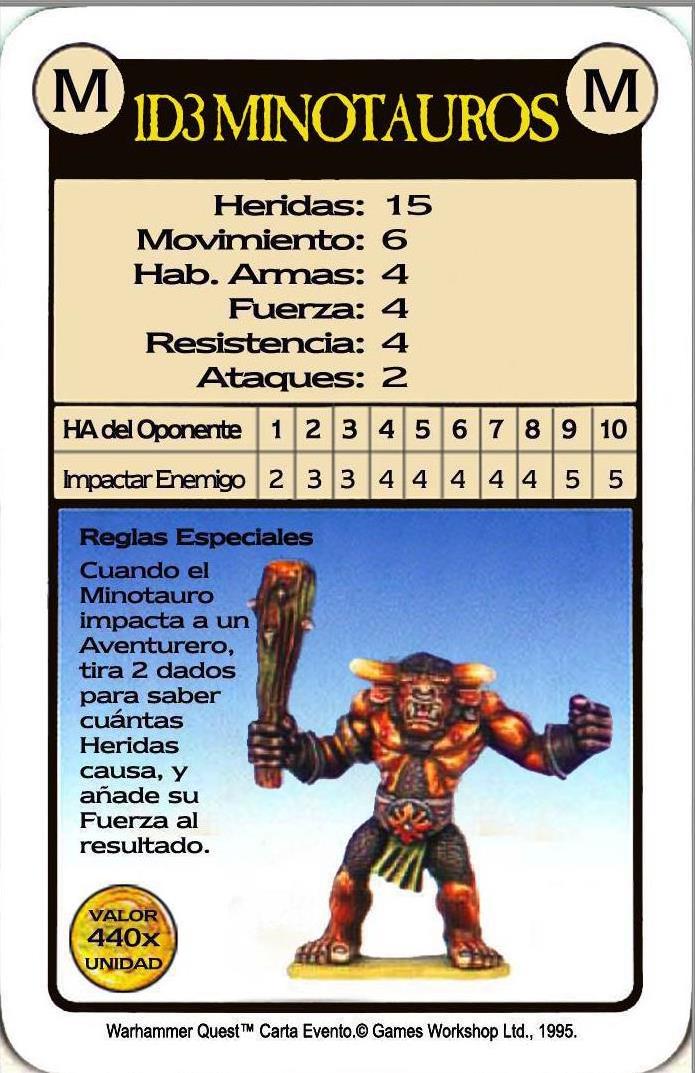 M M
1D3 MINOTAUROS
Heridas: 15
Movimiento: 6
Hab. Armas: 4
Fuerza: 4
Resistencia: 4
Ataques: 2
HA del Oponente 1 2 3 4 5 6 7 8 9 10
Impactar Enemigo 2 3 3 4 4 4 4 4 5 5
Reglas Especiales
Cuando el
Minotauro
impacta a un
Aventurero,
tira 2 dados
para saber
cuántas
Heridas
causa, y
añade su
Fuerza al
resultado.
VALOR
440x
UNIDAD
Warhammer Quest™ Carta Evento.© Games Workshop Ltd., 1995.